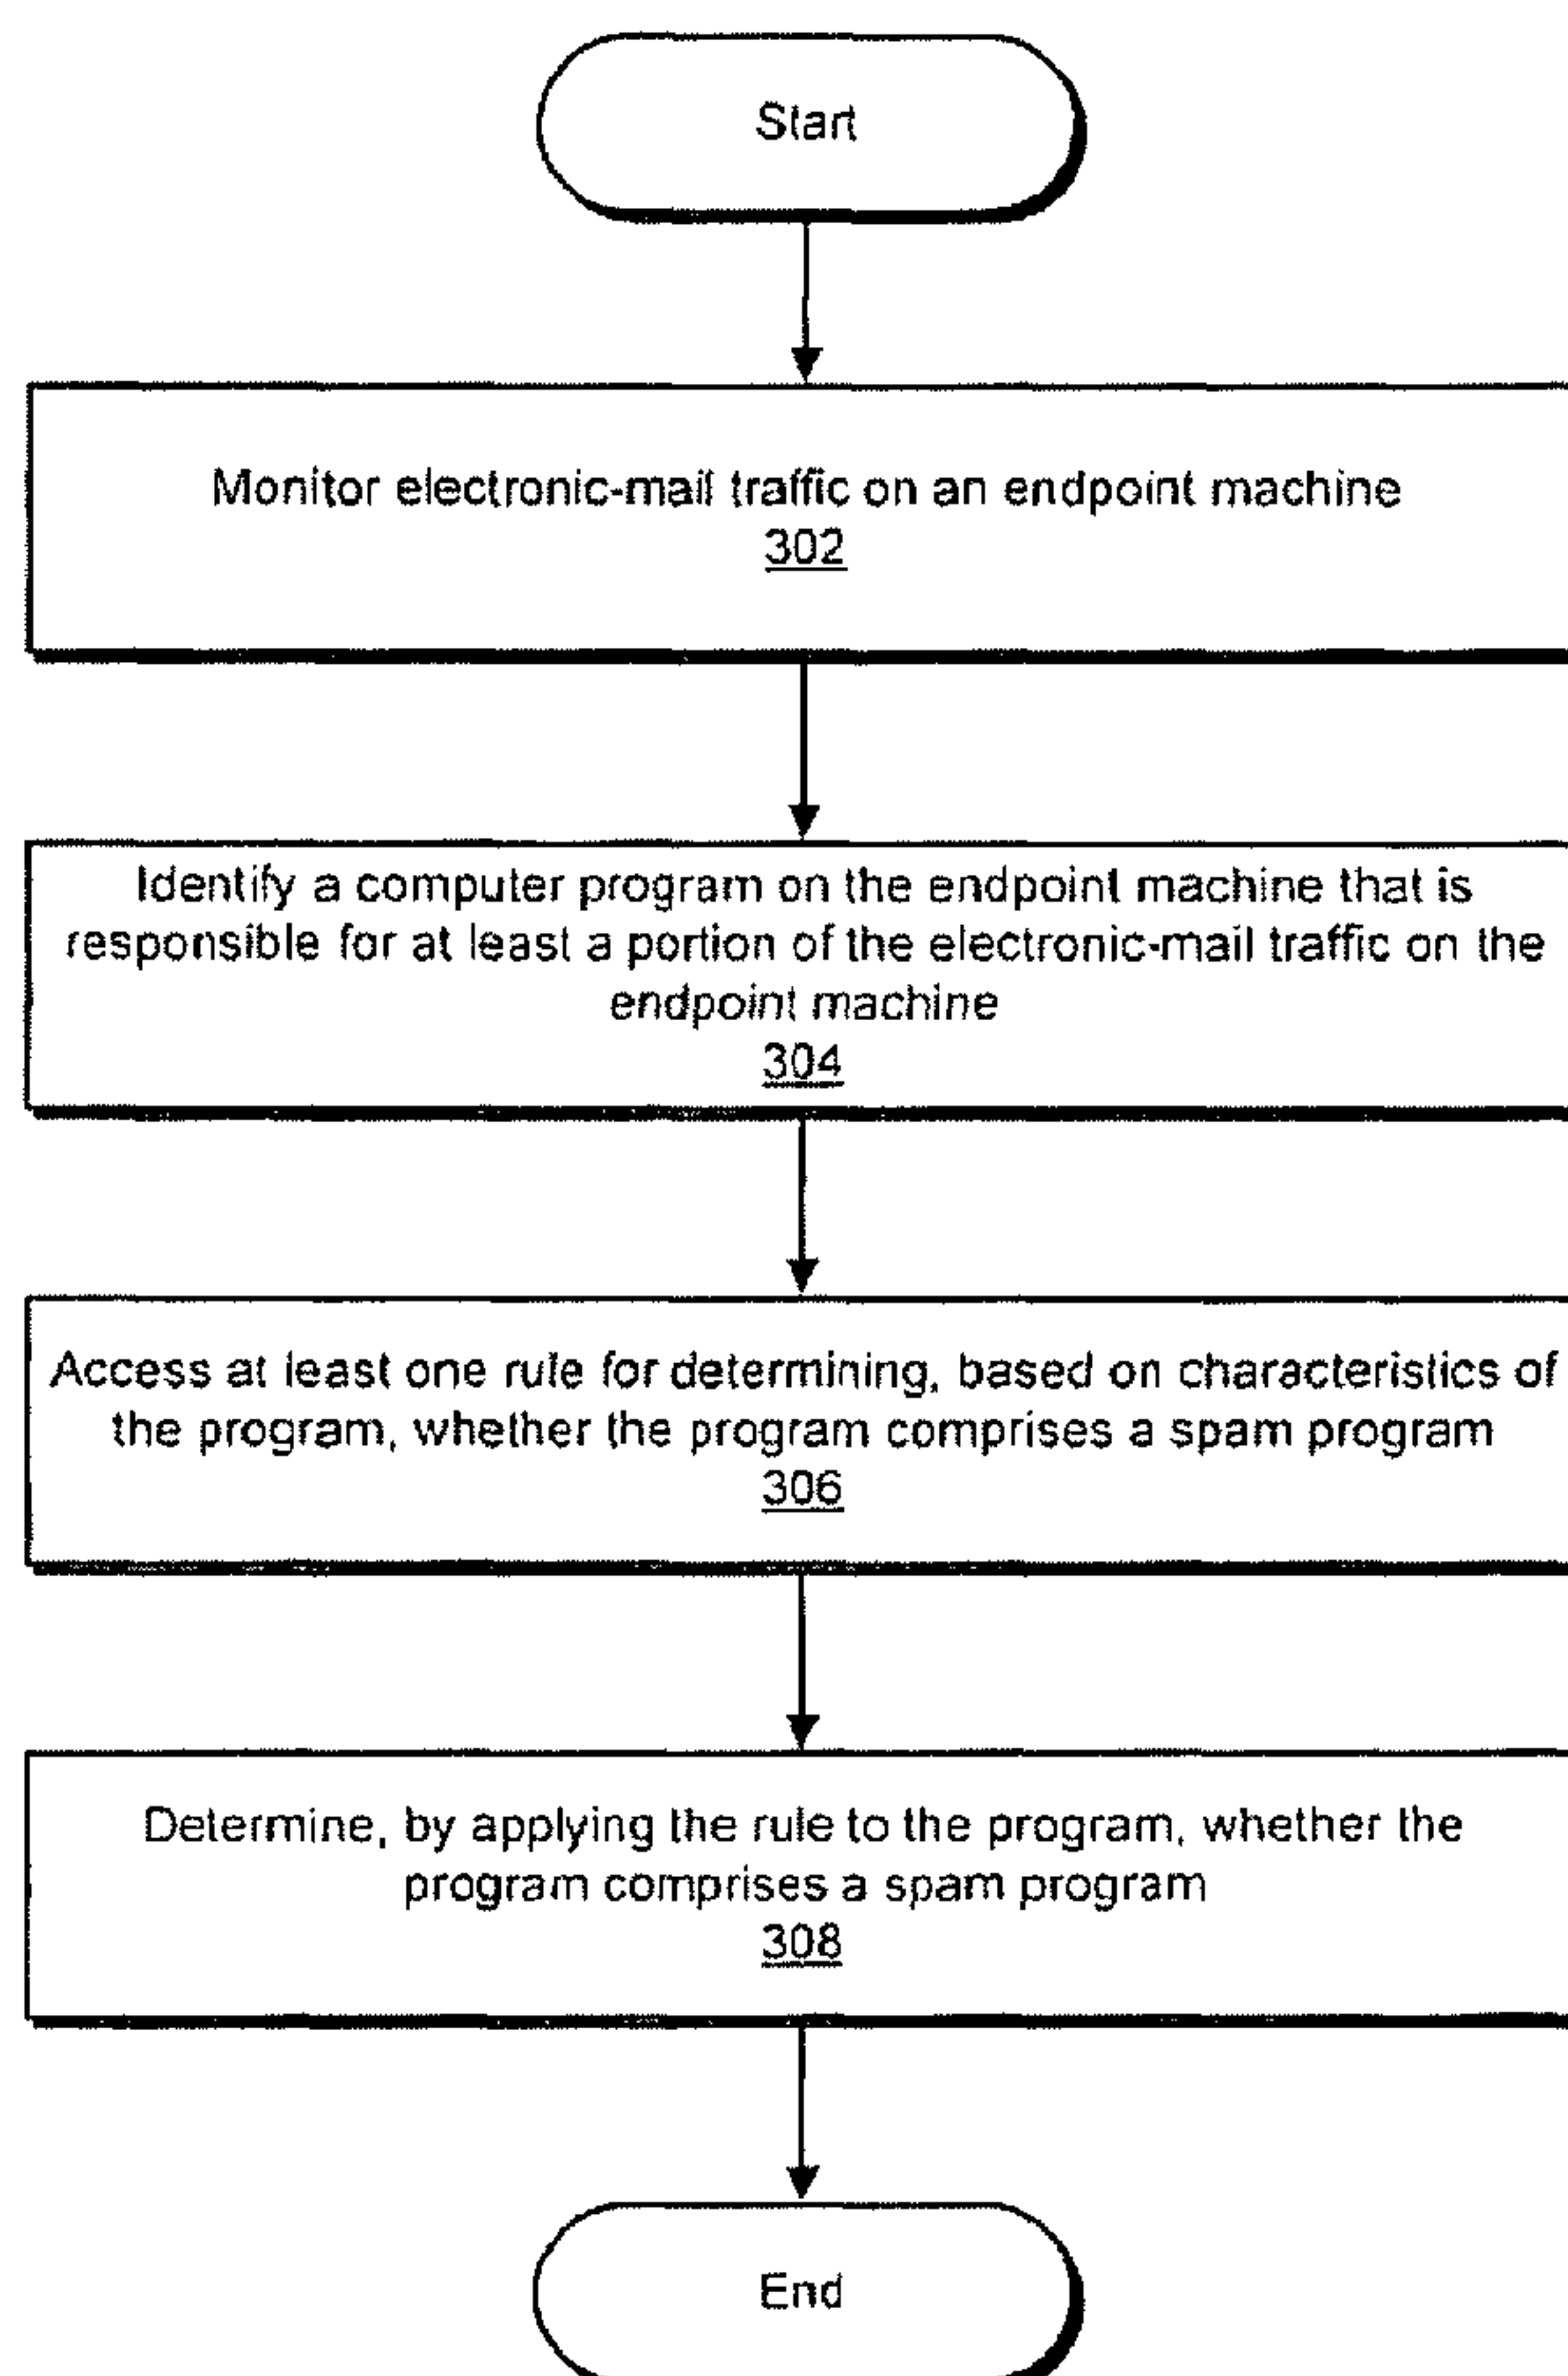 Start
Monitor electronic-mail traffic on an endpoint machine
302
Identify a computer program on the endpoint machine that is
responsible for at least a portion of the electronic-mail traffic on the
endpoint machine
304
Access at least one rule for determining, based on characteristics of
the program, whether the program comprises a spam program
306
Determine, by applying the rule to the program, whether the
program comprises a spam program
308
End